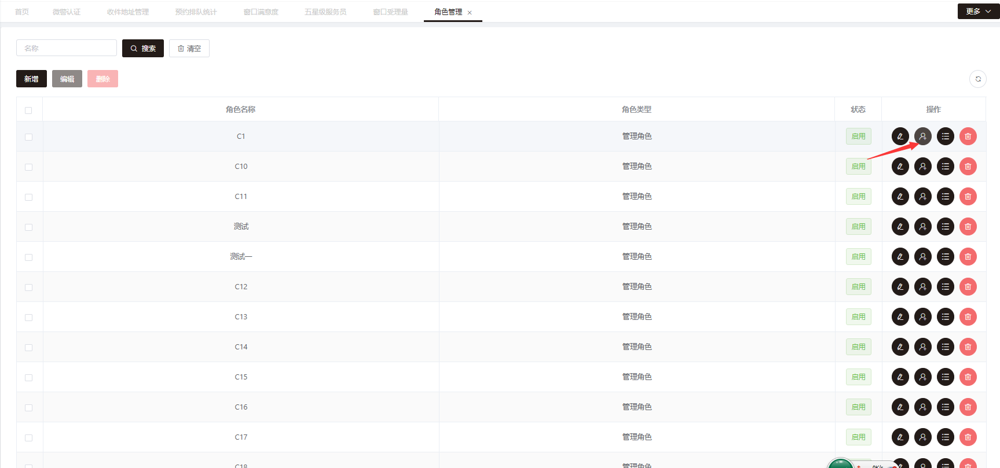 首页 微警认证 收件地址管理 预约排队统计 窗口满意度 五星级服务员 窗口受理量 角色管理 × 更多
名称 搜索 清空
新增 编辑 删除
角色名称 角色类型 状态 操作
C1 管理角色 启用
C10 管理角色 启用
C11 管理角色 启用
测试 管理角色 启用
测试一 管理角色 启用
C12 管理角色 启用
C13 管理角色 启用
C14 管理角色 启用
C15 管理角色 启用
C16 管理角色 启用
C17 管理角色 启用
C18 管理角色
0K/s